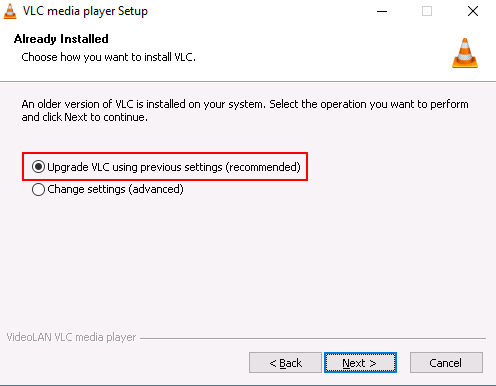 VLC media player Setup
Already Installed
Choose how you want to install VLC.
An older version of VLC is installed on your system. Select the operation you want to perform
and click Next to continue.
Upgrade VLC using previous settings (recommended)
Change settings (advanced)
VideoLAN VLC media player
< Back
Next >
Cancel